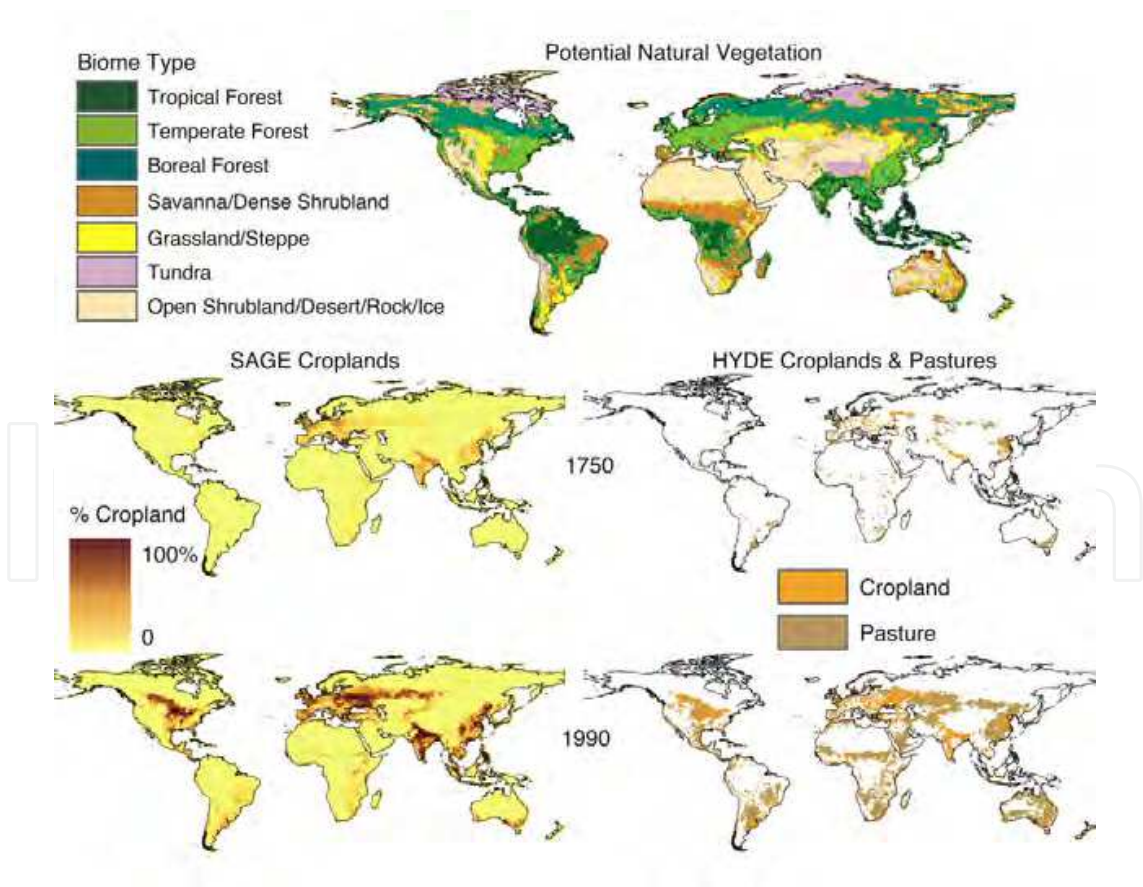 Potential Natural Vegetation
Biome Type
Tropical Forest
Temperate Forest
Boreal Forest
Savanna/Dense Shrubland
Grassland/Steppe
Tundra
Open Shrubland/Desert/Rock/Ice
SAGE Croplands
HYDE Croplands & Pastures
1750
% Cropland
100%
0
Cropland
Pasture
1990